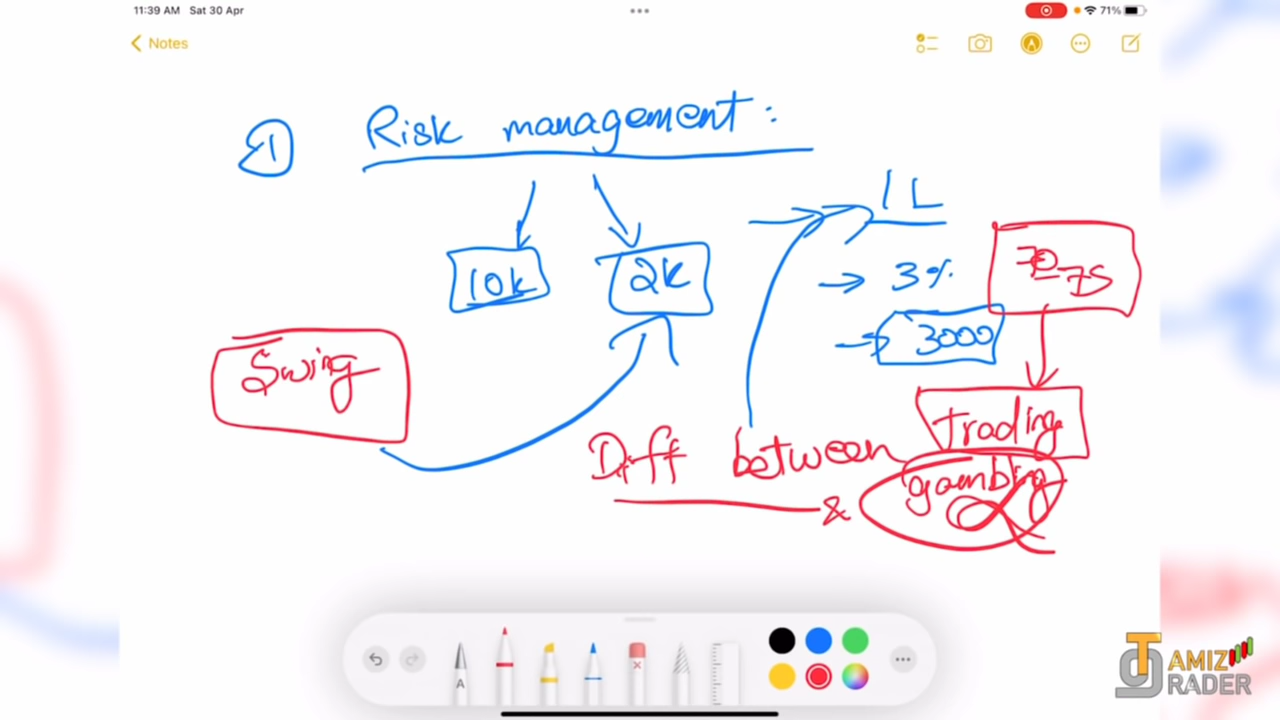 11:39 AM Sat 30 Apr
71%
Notes
1 Risk management:
10k 2k
1L
→ 3%
→ 3000
70-75
Swing
Diff between trading
& gambling
A
TAMIZ
TRADER